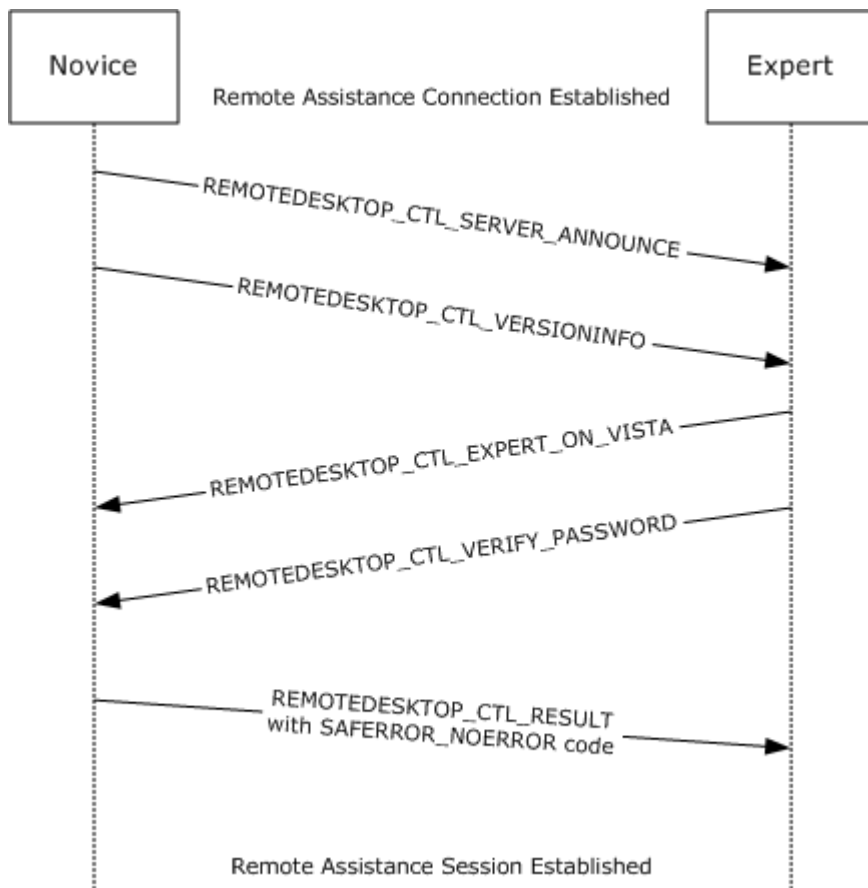 Novice
Expert
Remote Assistance Connection Established
REMOTEDESKTOP_CTL_SERVER_ANNOUNCE
REMOTEDESKTOP_CTL_VERSIONINFO
REMOTEDESKTOP_CTL_EXPERT_ON_VISTA
REMOTEDESKTOP_CTL_VERIFY_PASSWORD
REMOTEDESKTOP_CTL_RESULT
with SAFERROR_NOERROR code
Remote Assistance Session Established